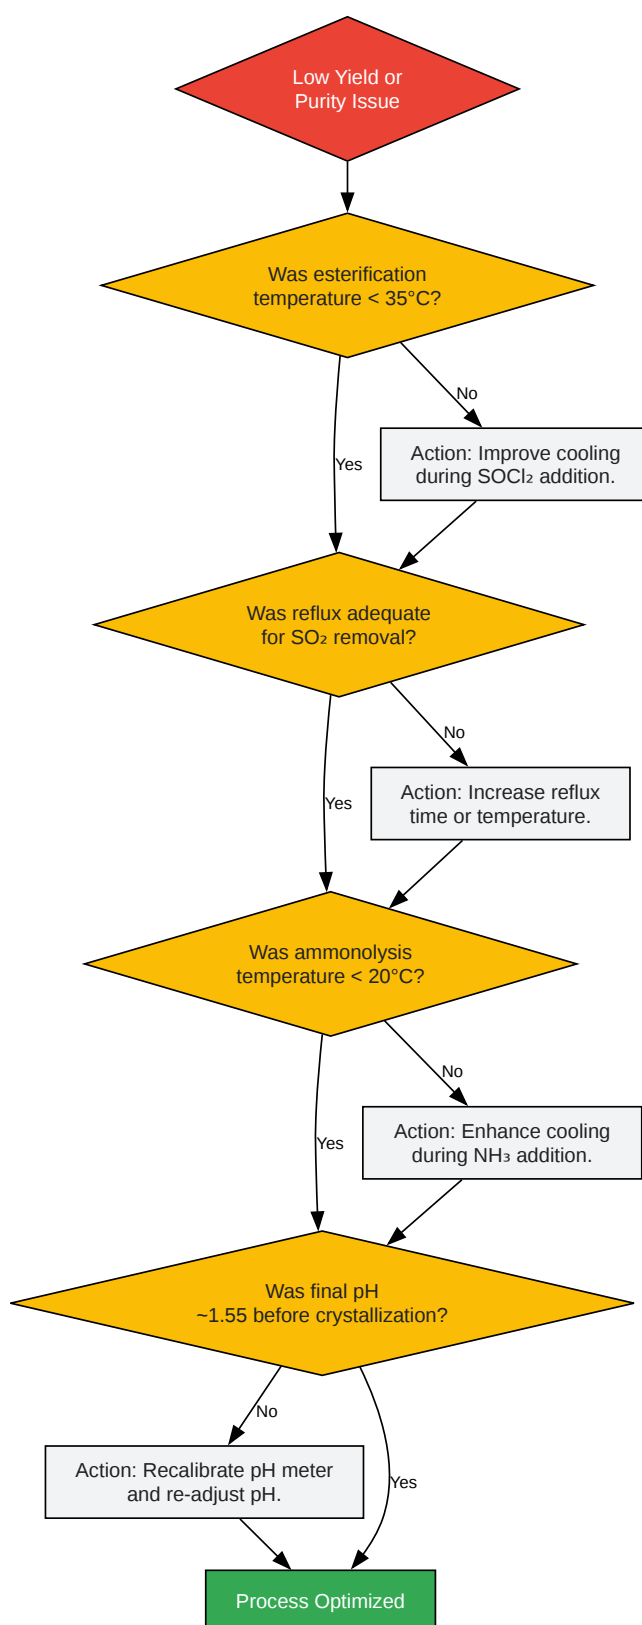 Low Yield or
Purity Issue
Was esterification
temperature < 35°C?
No
Yes
Action: Improve cooling
during SOCl₂ addition.
Was reflux adequate
for SO₂ removal?
No
Yes
Action: Increase reflux
time or temperature.
Was ammonolysis
temperature < 20°C?
No
Yes
Action: Enhance cooling
during NH₃ addition.
Was final pH
~1.55 before crystallization?
No
Yes
Action: Recalibrate pH meter
and re-adjust pH.
Process Optimized